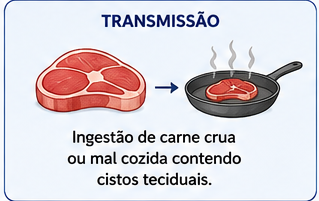 TRANSMISSÃO
Ingestão de carne crua
ou mal cozida contendo
cistos teciduais.